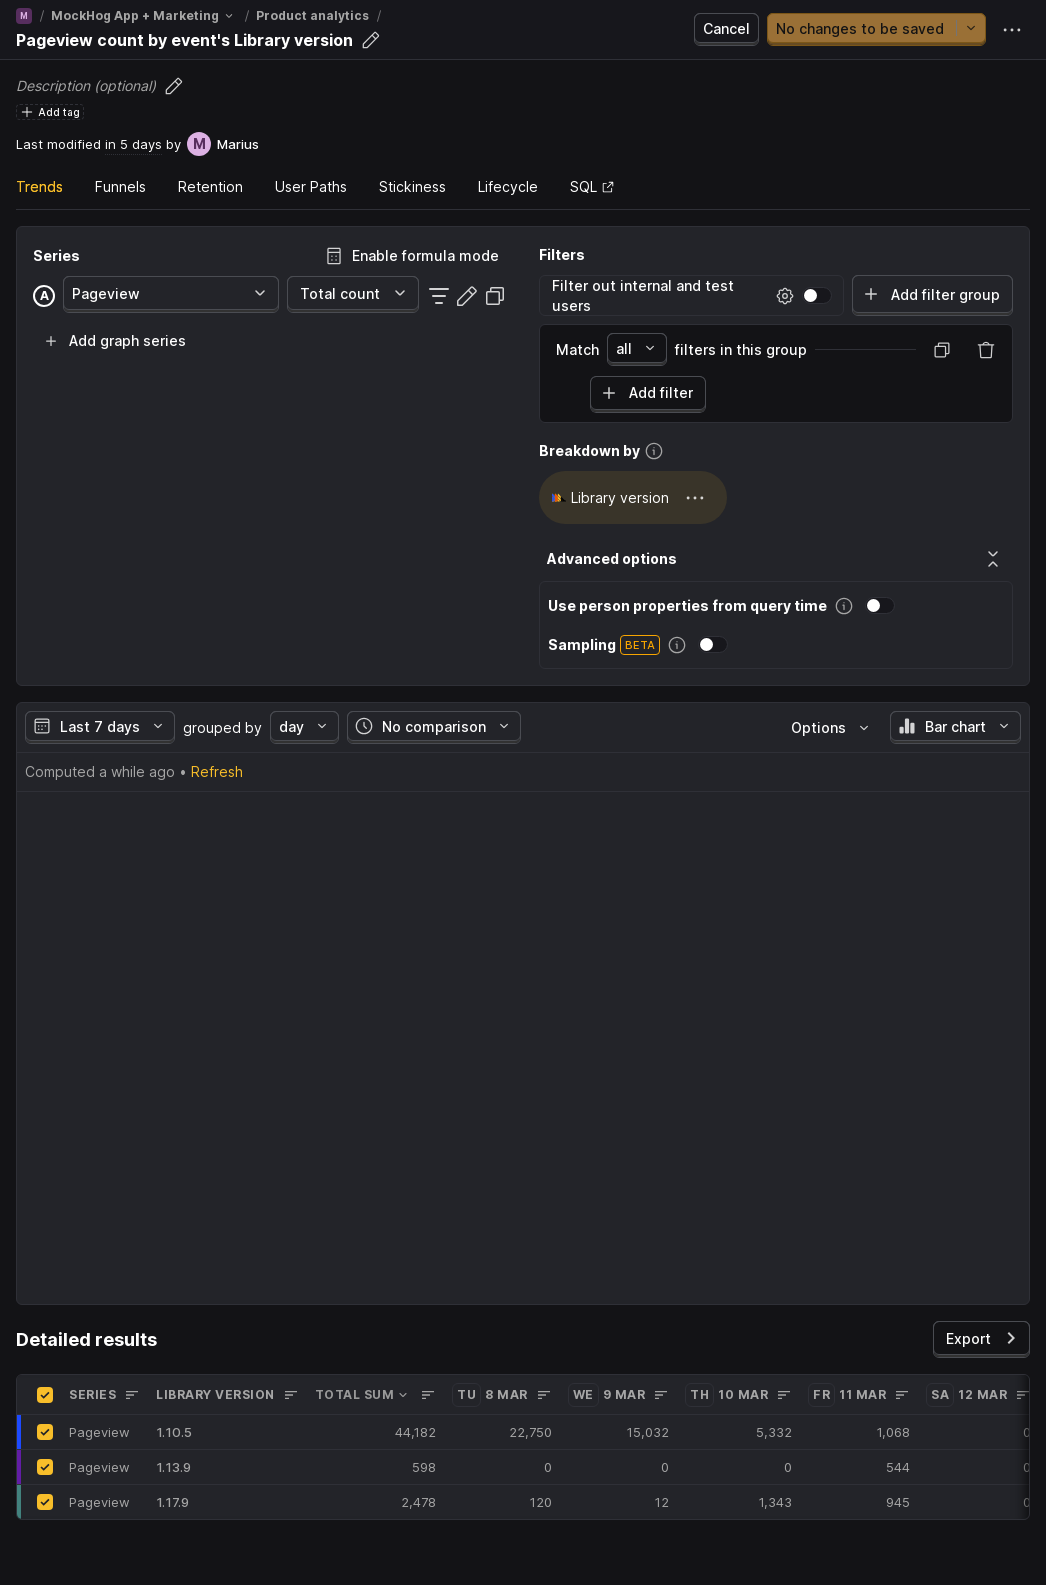 M / MockHog App + Marketing / Product analytics /
Pageview count by event's Library version
Cancel
No changes to be saved
Description (optional)
Add tag
Last modified in 5 days by M Marius
Trends Funnels Retention User Paths Stickiness Lifecycle SQL
Series
Enable formula mode
A Pageview Total count
Add graph series
Filters
Filter out internal and test
users
Add filter group
Match all filters in this group
Add filter
Breakdown by
Library version
Advanced options
Use person properties from query time
Sampling BETA
Last 7 days grouped by day No comparison Options Bar chart
Computed a while ago • Refresh
Detailed results
Export
SERIES LIBRARY VERSION TOTAL SUM TU 8 MAR WE 9 MAR TH 10 MAR FR 11 MAR SA 12 MAR
Pageview 1.10.5 44,182 22,750 15,032 5,332 1,068 0
Pageview 1.13.9 598 0 0 0 544 0
Pageview 1.17.9 2,478 120 12 1,343 945 0